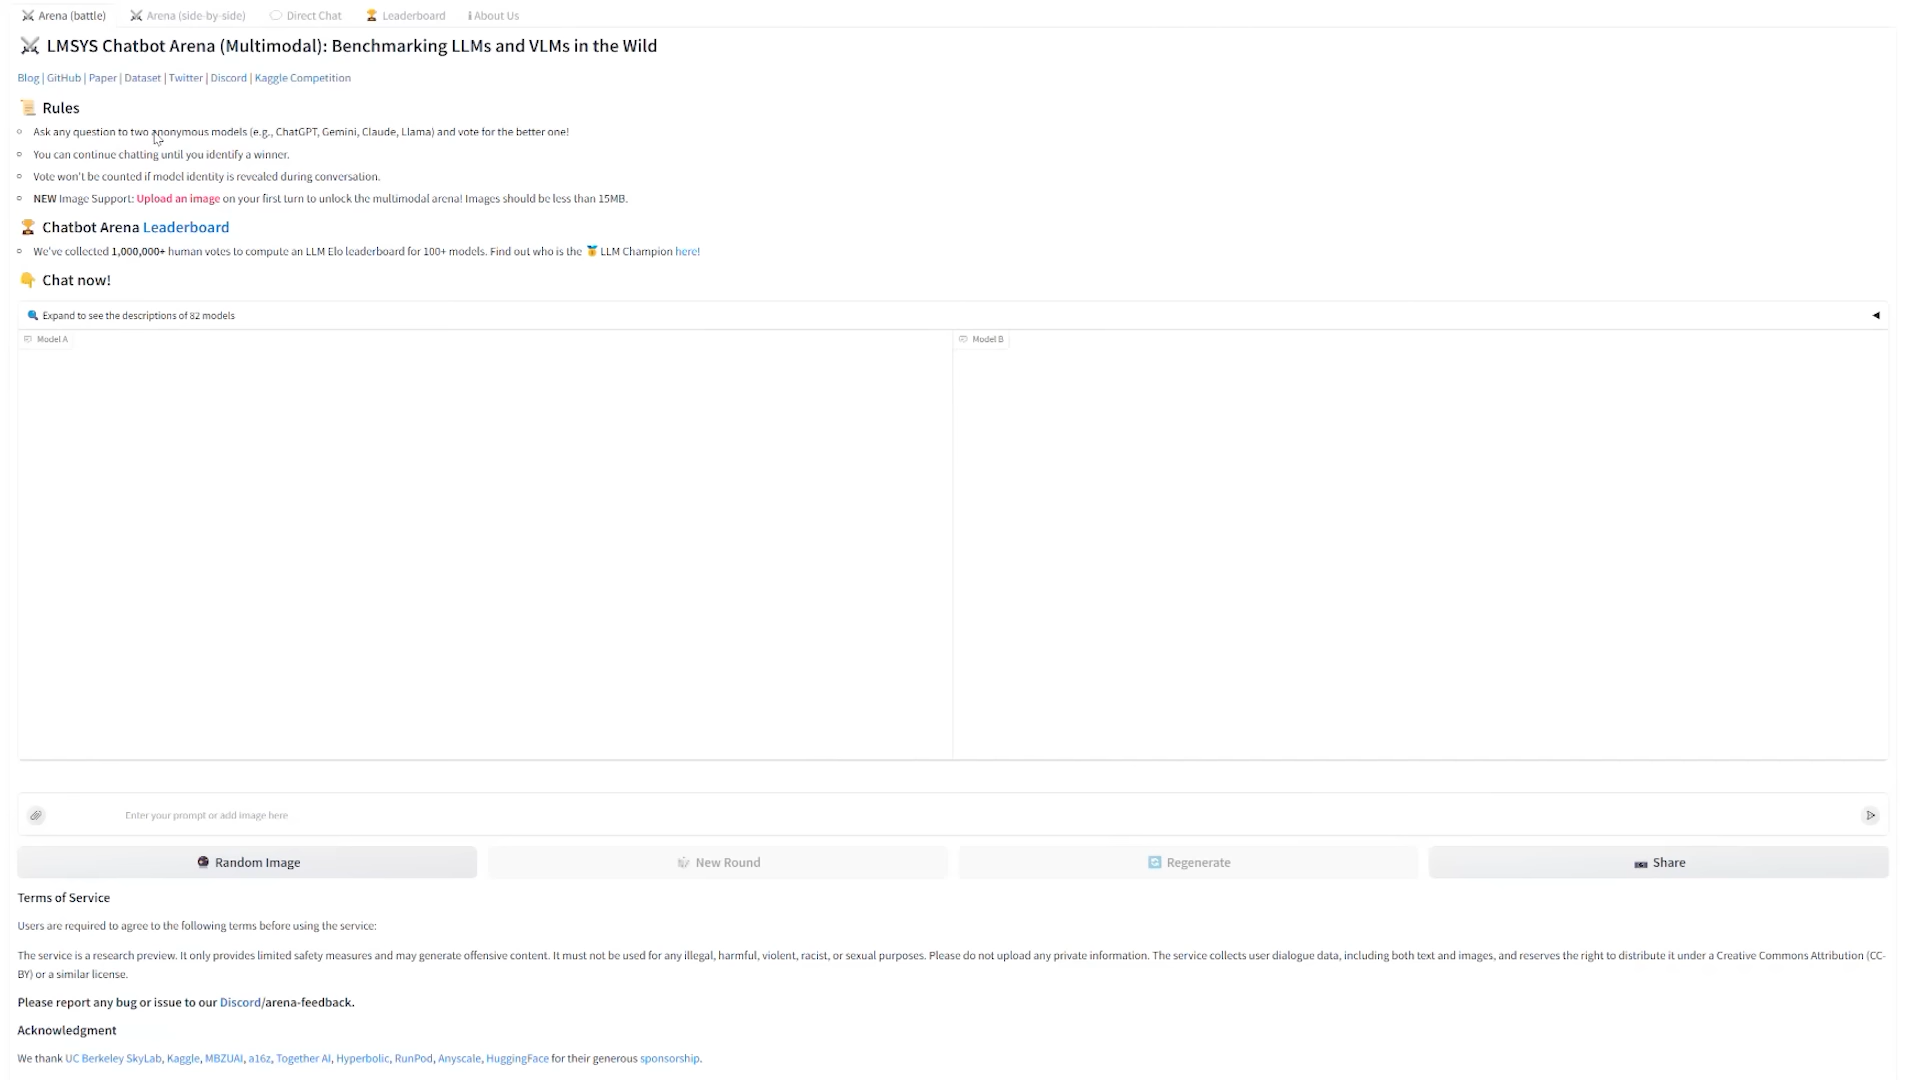 Arena (battle) Arena (side-by-side) Direct Chat Leaderboard About Us
LMSYS Chatbot Arena (Multimodal): Benchmarking LLMs and VLMs in the Wild
Blog | GitHub | Paper | Dataset | Twitter | Discord | Kaggle Competition
Rules
Ask any question to two anonymous models (e.g., ChatGPT, Gemini, Claude, Llama) and vote for the better one!
You can continue chatting until you identify a winner.
Vote won't be counted if model identity is revealed during conversation.
NEW Image Support: Upload an image on your first turn to unlock the multimodal arena! Images should be less than 15MB.
Chatbot Arena Leaderboard
We've collected 1,000,000+ human votes to compute an LLM Elo leaderboard for 100+ models. Find out who is the 🥇 LLM Champion here!
Chat now!
Expand to see the descriptions of 82 models
Model A Model B
Enter your prompt or add image here
Random Image New Round Regenerate Share
Terms of Service
Users are required to agree to the following terms before using the service:
The service is a research preview. It only provides limited safety measures and may generate offensive content. It must not be used for any illegal, harmful, violent, racist, or sexual purposes. Please do not upload any private information. The service collects user dialogue data, including both text and images, and reserves the right to distribute it under a Creative Commons Attribution (CC-
BY) or a similar license.
Please report any bug or issue to our Discord/arena-feedback.
Acknowledgment
We thank UC Berkeley SkyLab, Kaggle, MBZUAI, a16z, Together AI, Hyperbolic, RunPod, Anyscale, HuggingFace for their generous sponsorship.